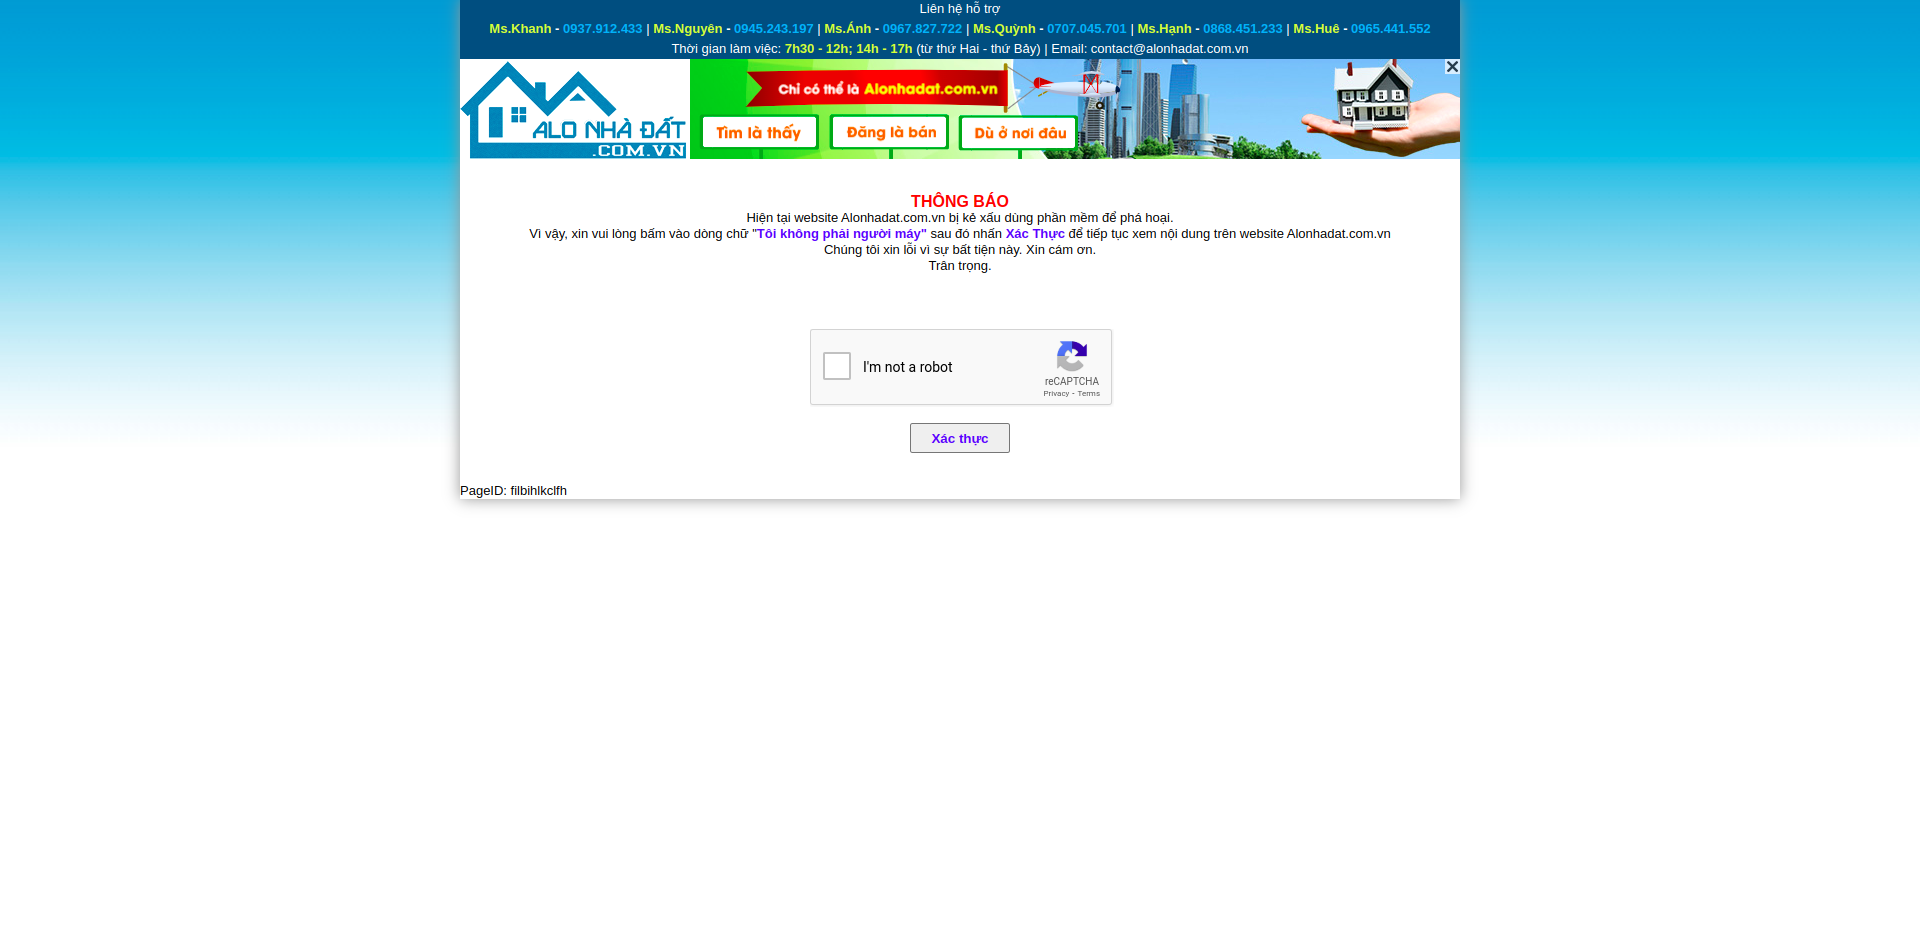 Liên hệ hỗ trợ
Ms.Khanh - 0937.912.433 | Ms.Nguyên - 0945.243.197 | Ms.Ánh - 0967.827.722 | Ms.Quỳnh - 0707.045.701 | Ms.Hạnh - 0868.451.233 | Ms.Huê - 0965.441.552
Thời gian làm việc: 7h30 - 12h; 14h - 17h (từ thứ Hai - thứ Bảy) | Email: contact@alonhadat.com.vn
ALO NHÀ ĐẤT
.COM.VN
Chỉ có thể là Alonhadat.com.vn
Tìm là thấy
Đăng là bán
Dù ở nơi đâu
THÔNG BÁO
Hiện tại website Alonhadat.com.vn bị kẻ xấu dùng phần mềm để phá hoại.
Vì vậy, xin vui lòng bấm vào dòng chữ "Tôi không phải người máy" sau đó nhấn Xác Thực để tiếp tục xem nội dung trên website Alonhadat.com.vn
Chúng tôi xin lỗi vì sự bất tiện này. Xin cám ơn.
Trân trọng.
I'm not a robot
reCAPTCHA
Privacy - Terms
Xác thực
PageID: filbihlkclfh